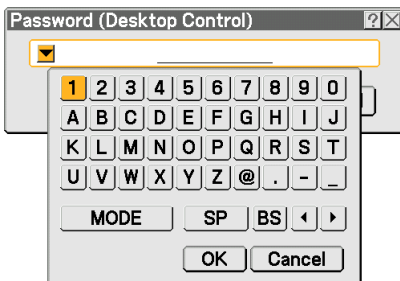 Password (Desktop Control) ?
1 2 3 4 5 6 7 8 9 0
A B C D E F G H I J
K L M N O P Q R S T
U V W X Y Z @ . - _
MODE SP BS
OK Cancel